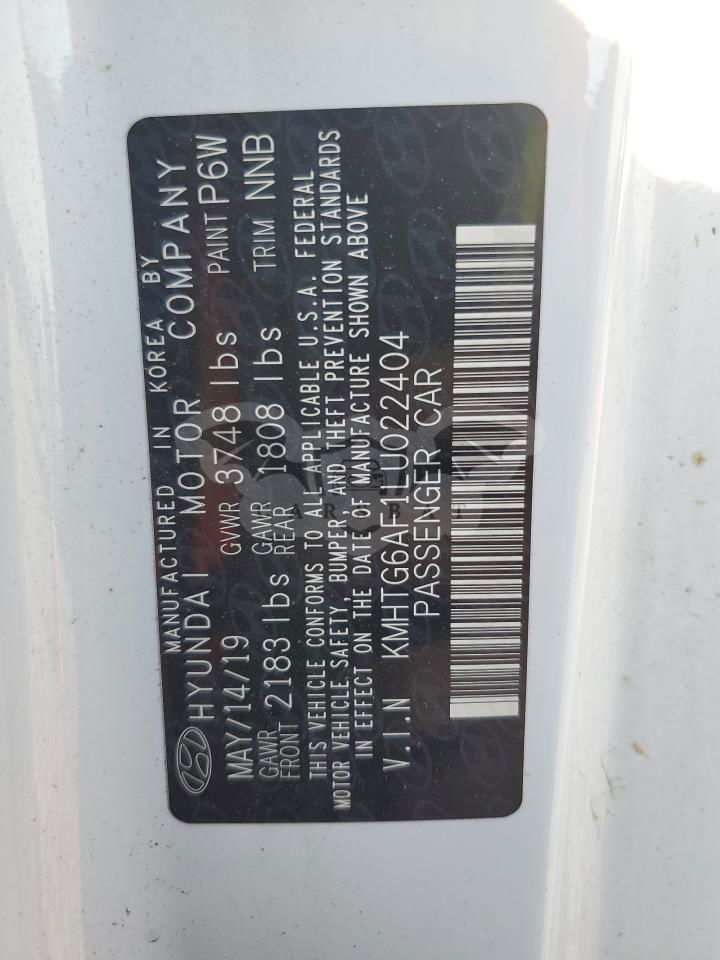 MANUFACTURED IN KOREA BY
HYUNDAI MOTOR COMPANY
MAY/14/19 GVWR 3748 lbs PAINT P6W
GAWR FRONT 2183 lbs GAWR REAR 1808 lbs TRIM NNB
THIS VEHICLE CONFORMS TO ALL APPLICABLE U.S.A. FEDERAL
MOTOR VEHICLE SAFETY, BUMPER, AND THEFT PREVENTION STANDARDS
IN EFFECT ON THE DATE OF MANUFACTURE SHOWN ABOVE
V.I.N KMHTG6AF1LU022404
PASSENGER CAR